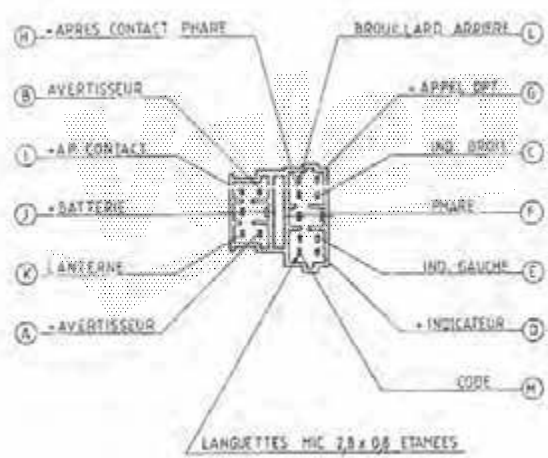 H + APRES CONTACT PHARE
BROUILLARD ARRIERE L
B AVERTISSEUR
+ APPEL OPT. G
I + AP. CONTACT
IND. DROIT C
J + BATTERIE
PHARE F
K LANTERNE
IND. GAUCHE E
A + AVERTISSEUR
+ INDICATEUR D
CODE M
LANGUETTES MIC 2,8 x 0,8 ETAMEES
Valeo